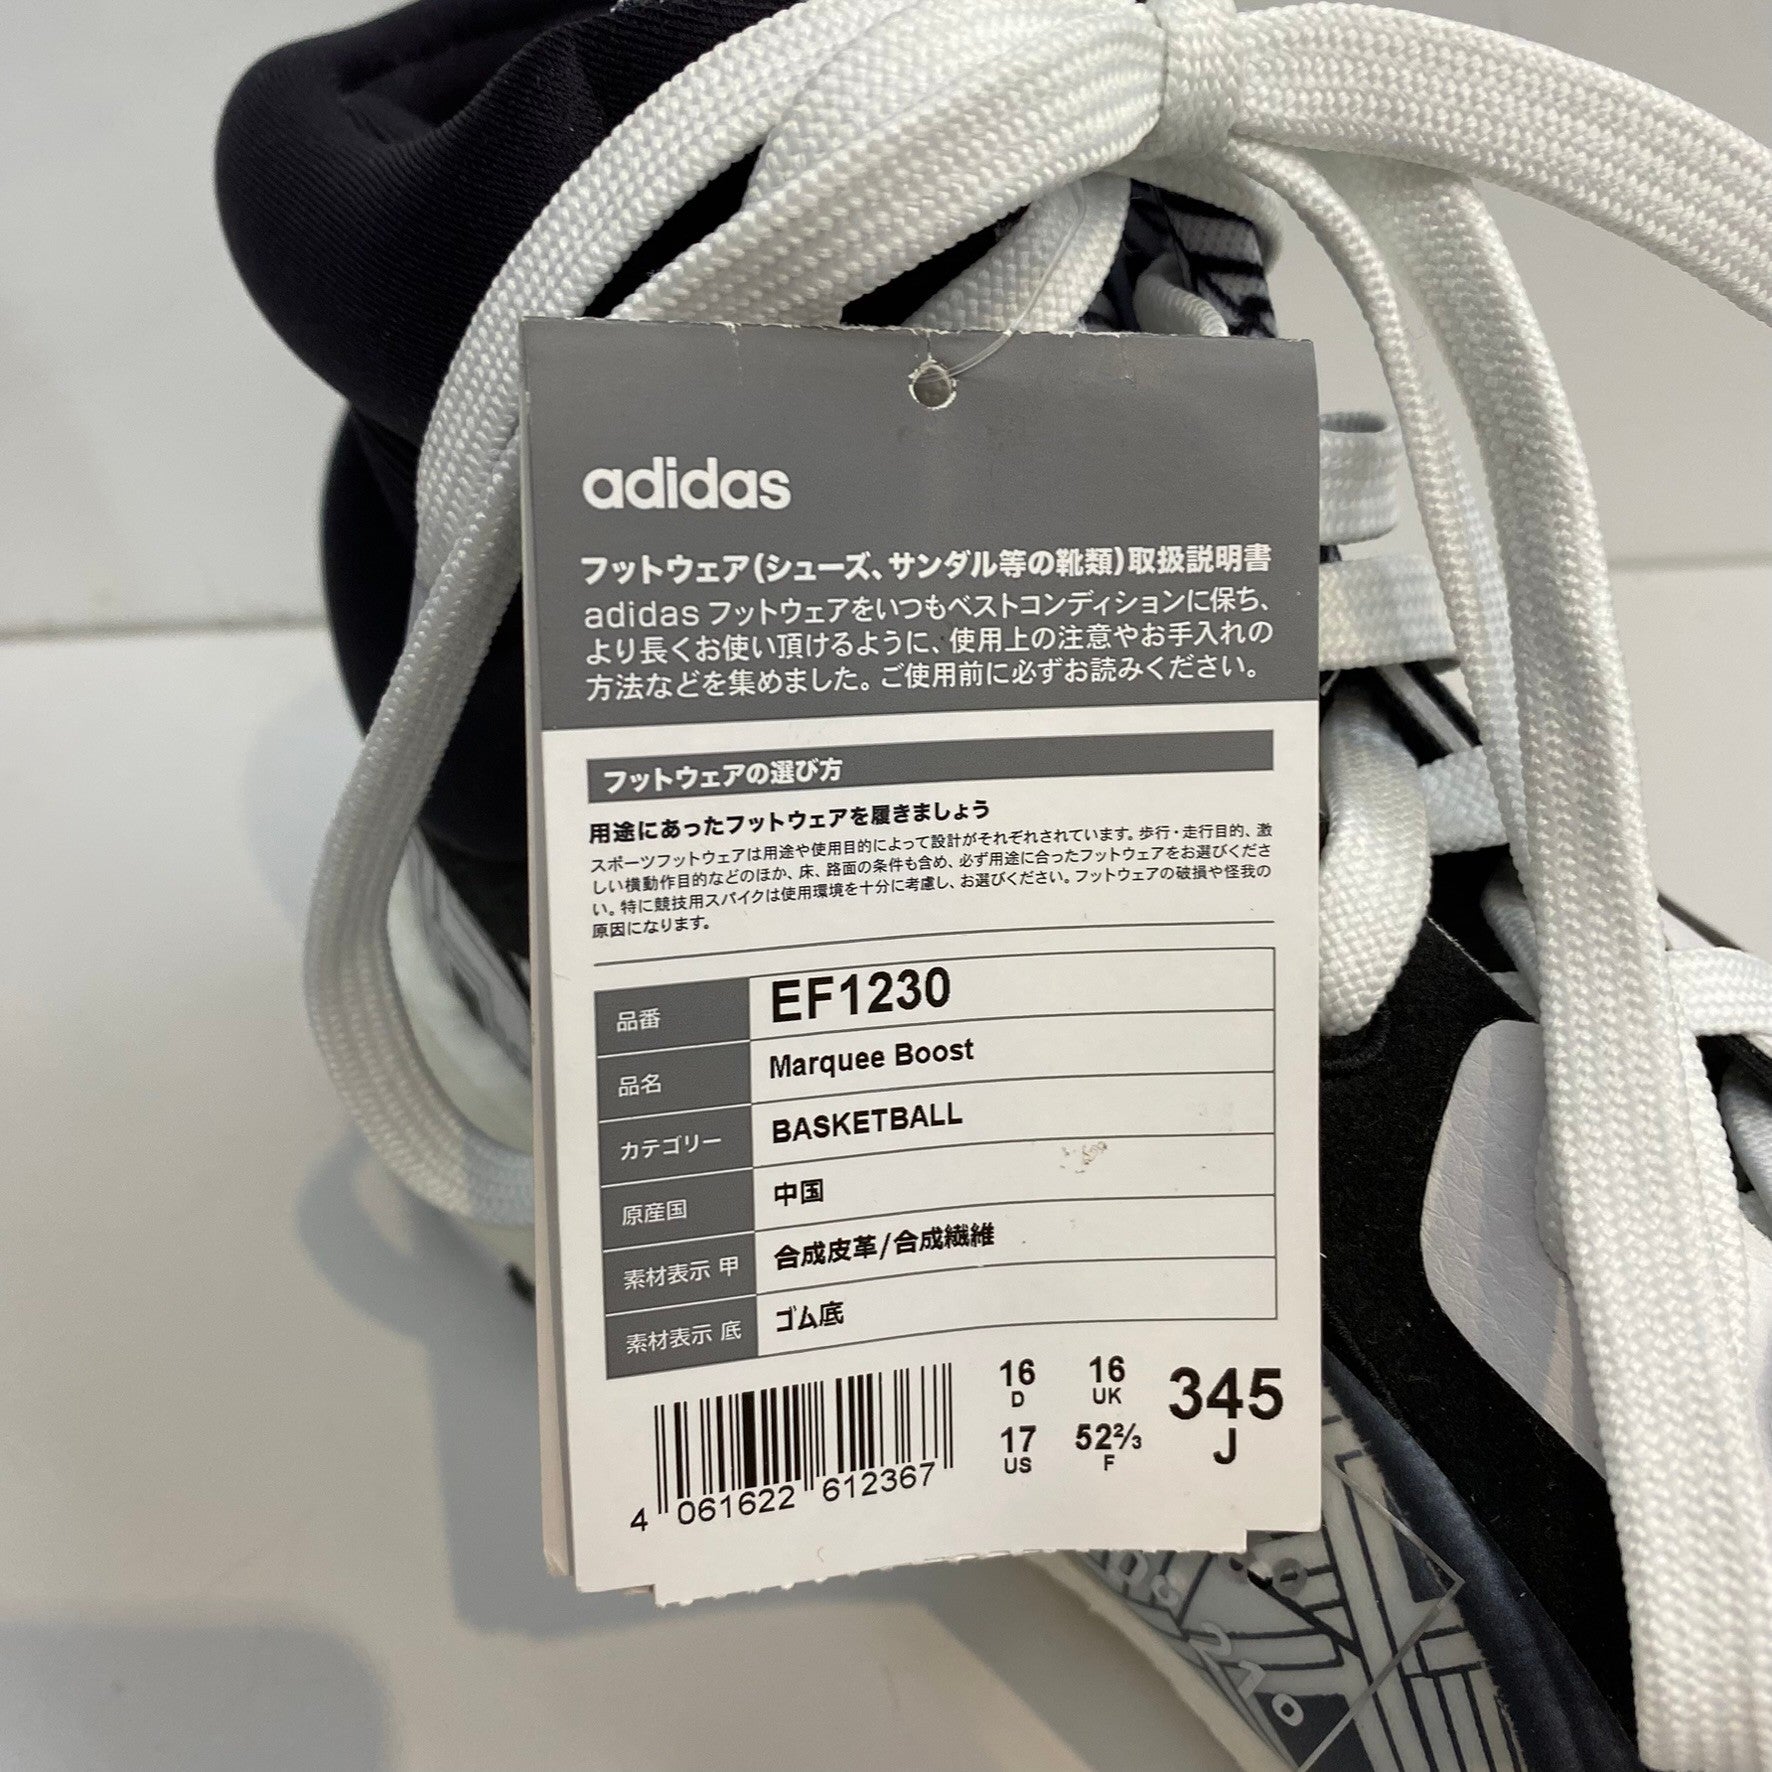 adidas
フットウェア(シューズ、サンダル等の靴類)取扱説明書
adidas フットウェアをいつもベストコンディションに保ち、
より長くお使い頂けるように、使用上の注意やお手入れの
方法などを集めました。ご使用前に必ずお読みください。
フットウェアの選び方
用途にあったフットウェアを履きましょう
スポーツフットウェアは用途や使用目的によって設計がそれぞれされています。歩行・走行目的、激
しい横動作目的などのほか、床、路面の条件も含め、必ず用途に合ったフットウェアをお選びくださ
い。特に競技用スパイクは使用環境を十分に考慮し、お選びください。フットウェアの破損や怪我の
原因になります。
品番 EF1230
品名 Marquee Boost
カテゴリー BASKETBALL
原産国 中国
素材表示 甲 合成皮革/合成繊維
素材表示 底 ゴム底
16 D 16 UK 345 J
17 US 52⅔ F
4 061622 612367
210